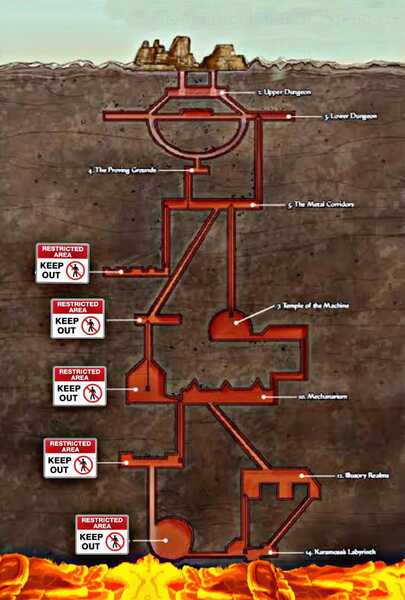 2. Upper Dungeon
3. Lower Dungeon
4. The Proving Grounds
5. The Metal Corridors
RESTRICTED AREA
KEEP OUT
RESTRICTED AREA
KEEP OUT
7. Temple of the Machine
RESTRICTED AREA
KEEP OUT
10. Mechanarium
RESTRICTED AREA
KEEP OUT
12. Illusory Realms
RESTRICTED AREA
KEEP OUT
14. Karamoss Labyrinth